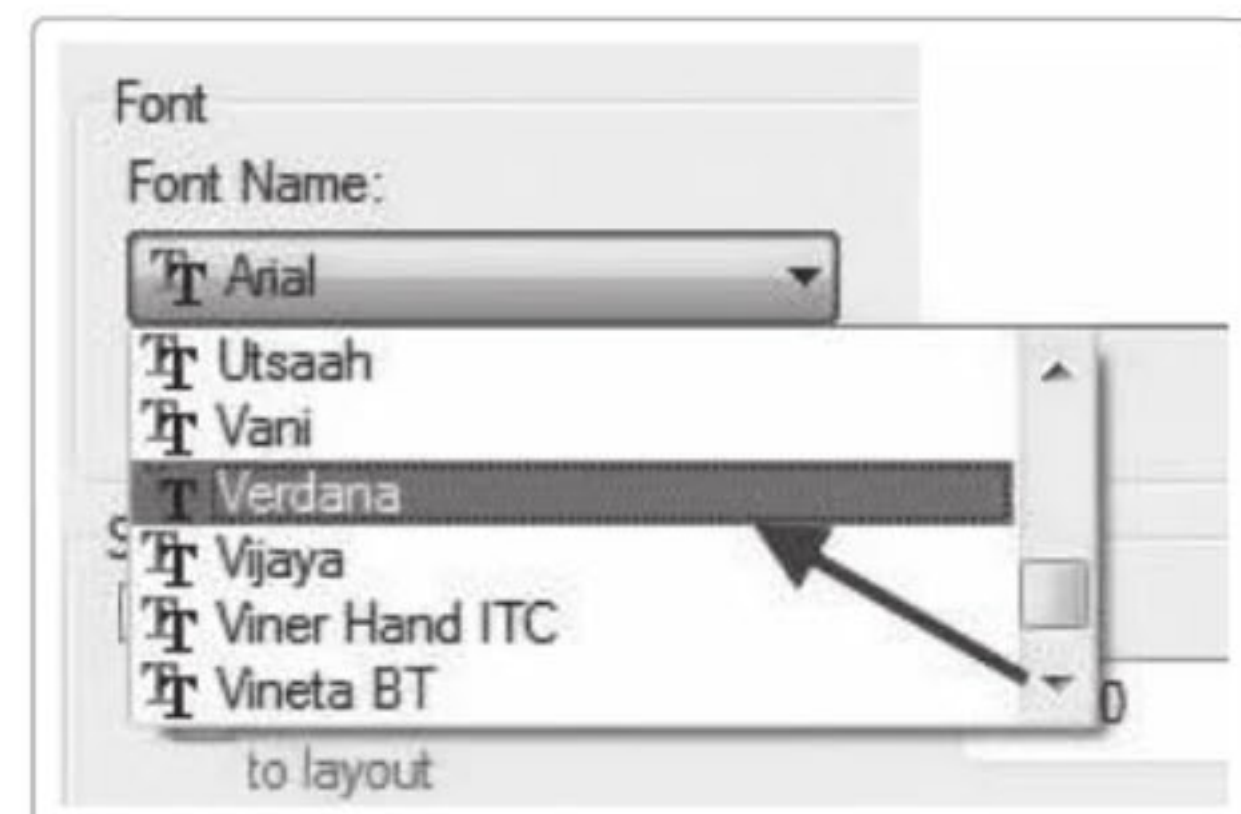 Font
Font Name:
Arial
Utsaah
Vani
Verdana
Vijaya
Viner Hand ITC
Vineta BT
to layout